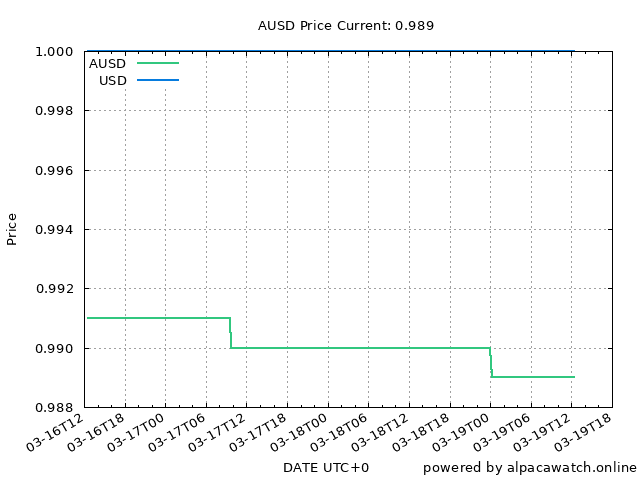 AUSD Price Current: 0.989
1.000
AUSD
USD
0.998
0.996
0.994
Price
0.992
0.990
0.988
03-16T12 03-16T18 03-17T00 03-17T06 03-17T12 03-17T18 03-18T00 03-18T06 03-18T12 03-18T18 03-19T00 03-19T06 03-19T12 03-19T18
DATE UTC+0
powered by alpacawatch.online